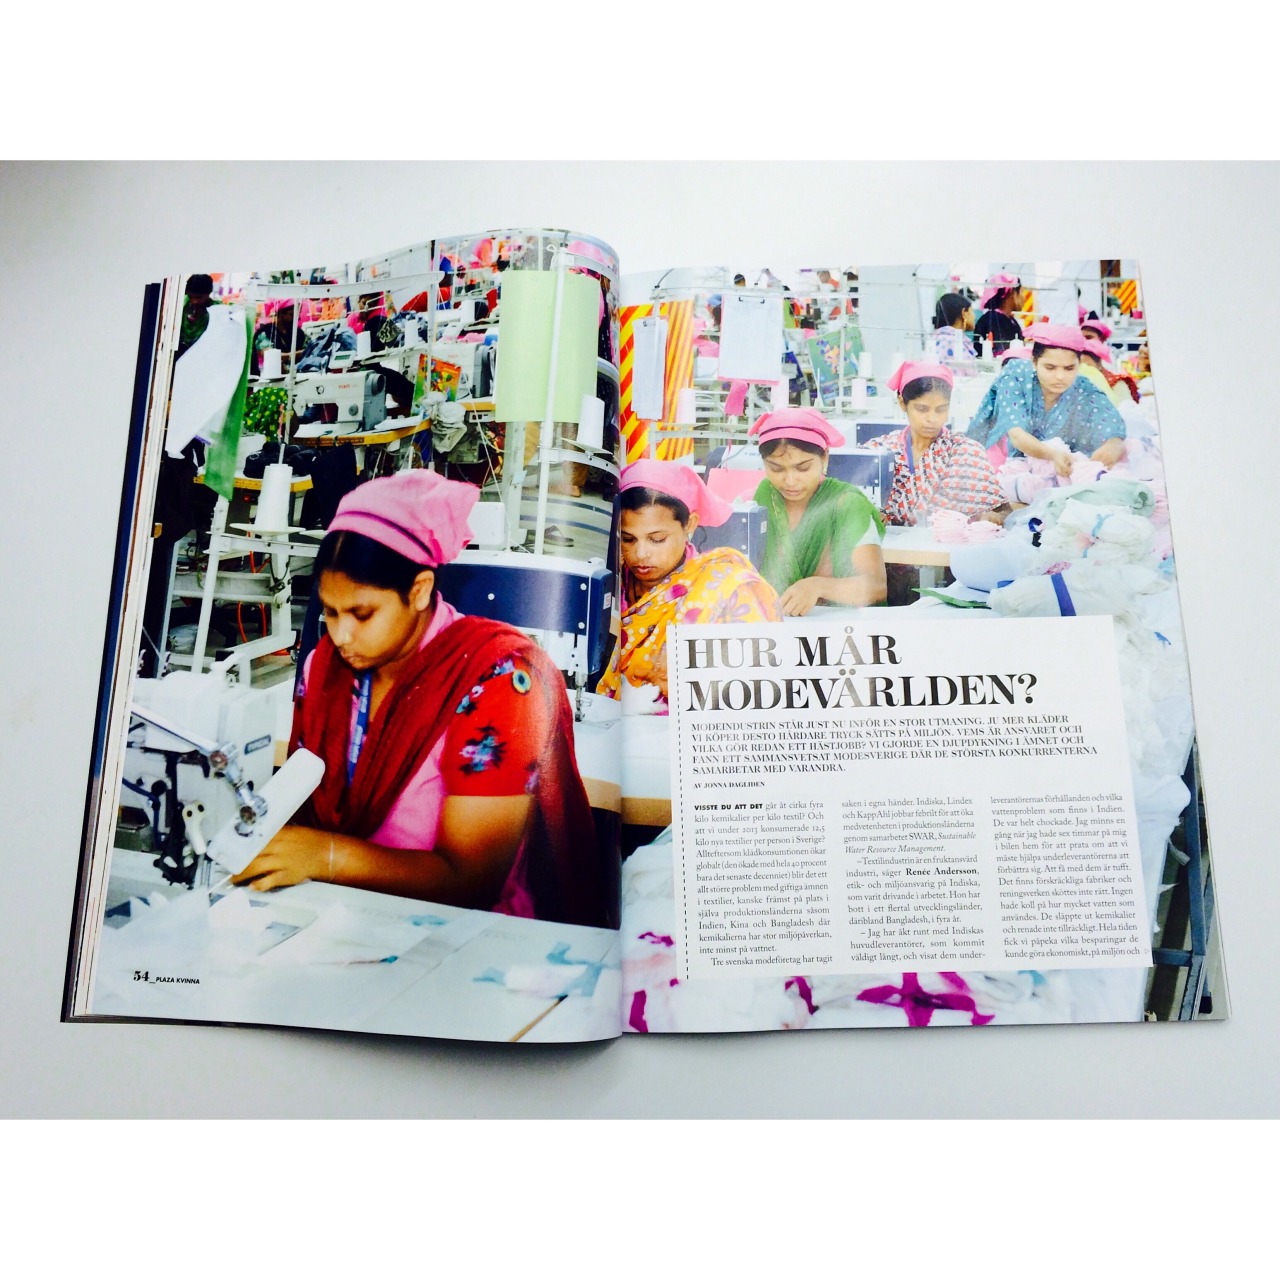 54_PLAZA KVINNA
HUR MÅR
MODEVÄRLDEN?
MODEINDUSTRIN STÅR JUST NU INFÖR EN STOR UTMANING. JU MER KLÄDER
VI KÖPER DESTO HÅRDARE TRYCK SÄTTS PÅ MILJÖN. VEMS ÄR ANSVARET OCH
VILKA GÖR REDAN ETT HÄSTJOBB? VI GJORDE EN DJUPDYKNING I ÄMNET OCH
FANN ETT SAMMANSVETSAT MODESVERIGE DÄR DE STÖRSTA KONKURRENTERNA
SAMARBETAR MED VARANDRA.
AV JONNA DAGLIDEN
VISSTE DU ATT DET går åt cirka fyra
kilo kemikalier per kilo textil? Och
att vi under 2013 konsumerade 12,5
kilo nya textilier per person i Sverige?
Allteftersom klädkonsumtionen ökar
globalt (den ökade med hela 40 procent
bara det senaste decenniet) blir det ett
allt större problem med giftiga ämnen
i textilier, kanske främst på plats i
själva produktionsländerna såsom
Indien, Kina och Bangladesh där
kemikalierna har stor miljöpåverkan,
inte minst på vattnet.
Tre svenska modeföretag har tagit
saken i egna händer. Indiska, Lindex
och KappAhl jobbar febrilt för att öka
medvetenheten i produktionsländerna
genom samarbetet SWAR, Sustainable
Water Resource Management.
–Textilindustrin är en fruktansvärd
industri, säger Renée Andersson,
etik- och miljöansvarig på Indiska,
som varit drivande i arbetet. Hon har
bott i ett flertal utvecklingsländer,
däribland Bangladesh, i fyra år.
– Jag har åkt runt med Indiskas
huvudleverantörer, som kommit
väldigt långt, och visat dem under-
leverantörernas förhållanden och vilka
vattenproblem som finns i Indien.
De var helt chockade. Jag minns en
gång när jag hade sex timmar på mig
i bilen hem för att prata om att vi
måste hjälpa underleverantörerna att
förbättra sig. Att få med dem är tufft.
Det finns förskräckliga fabriker och
reningsverken sköttes inte rätt. Ingen
hade koll på hur mycket vatten som
användes. De släppte ut kemikalier
och renade inte tillräckligt. Hela tiden
fick vi påpeka vilka besparingar de
kunde göra ekonomiskt, på miljön och